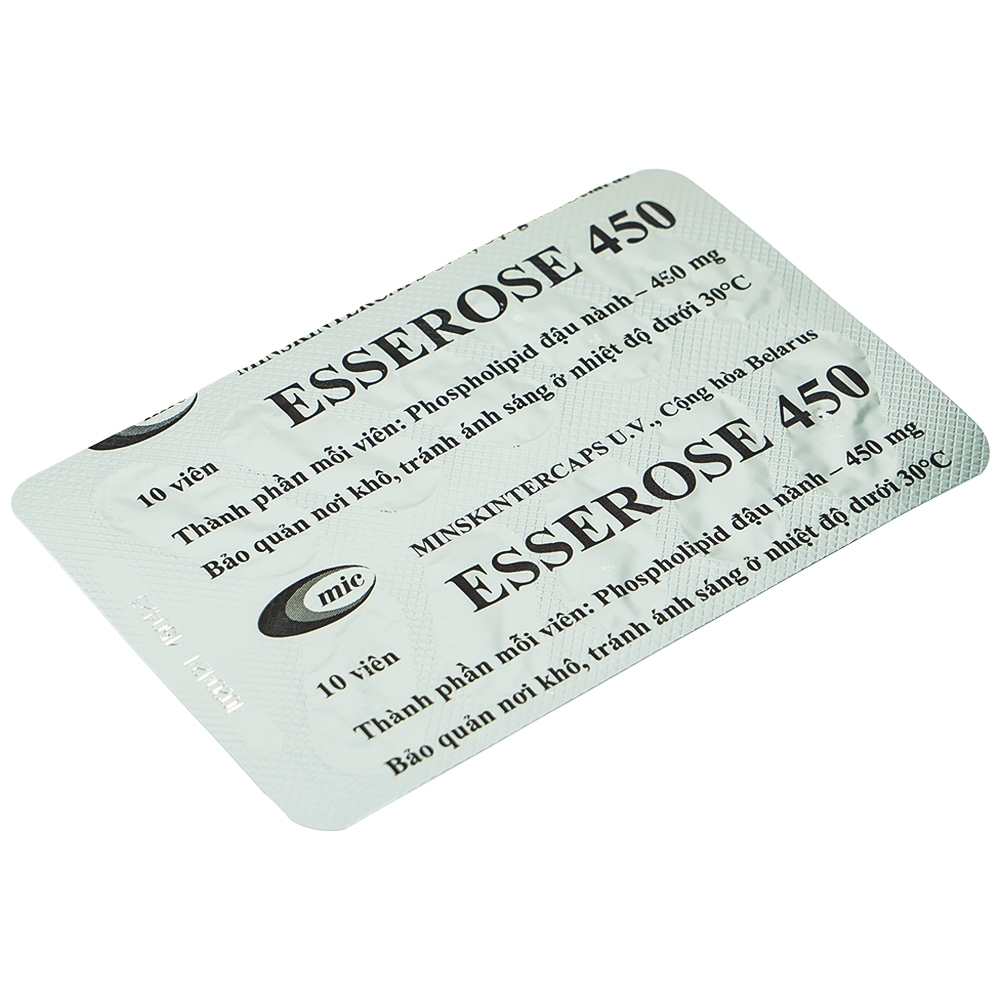 MINSKINTERCAPS
ESSEROSE 450
10 viên
Thành phần mỗi viên: Phospholipid đậu nành – 450 mg
Bảo quản nơi khô, tránh ánh sáng ở nhiệt độ dưới 30°C
mic
MINSKINTERCAPS U.V., Cộng hòa Belarus
ESSEROSE 450
10 viên
Thành phần mỗi viên: Phospholipid đậu nành – 450 mg
Bảo quản nơi khô, tránh ánh sáng ở nhiệt độ dưới 30°C